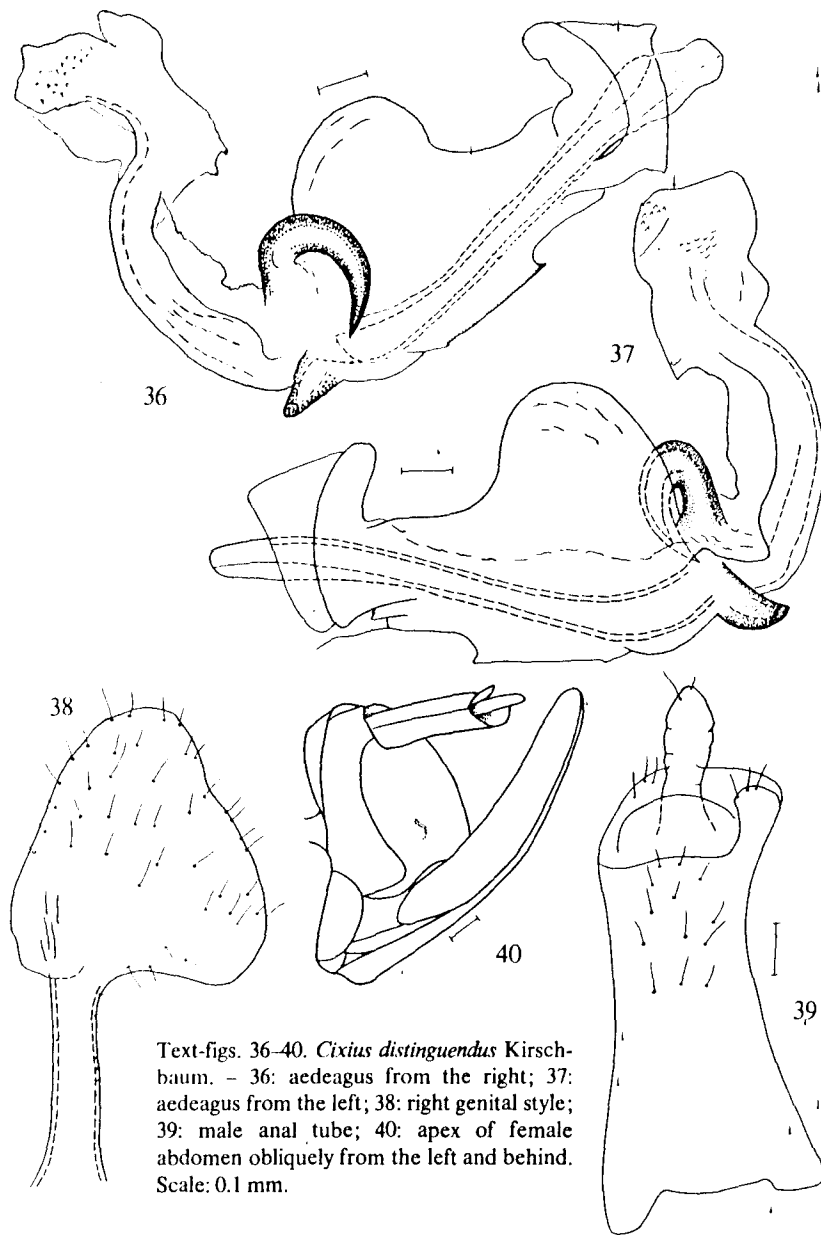 36
37
38
40
39
Text-figs. 36–40. Cixius distinguendus Kirsch-
baum. – 36: aedeagus from the right; 37:
aedeagus from the left; 38: right genital style;
39: male anal tube; 40: apex of female
abdomen obliquely from the left and behind.
Scale: 0.1 mm.